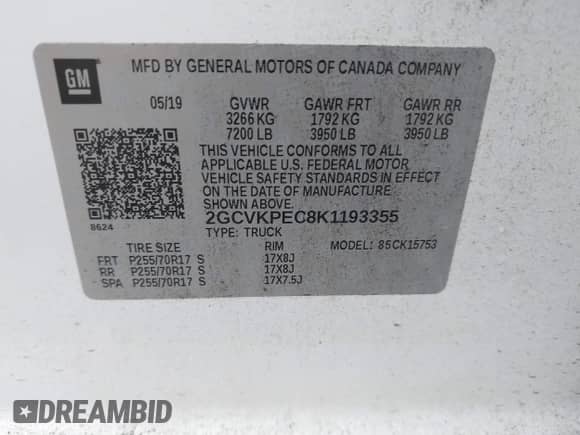 GM
MFD BY GENERAL MOTORS OF CANADA COMPANY
05/19 GVWR GAWR FRT GAWR RR
3266 KG 1792 KG 1792 KG
7200 LB 3950 LB 3950 LB
THIS VEHICLE CONFORMS TO ALL
APPLICABLE U.S. FEDERAL MOTOR
VEHICLE SAFETY STANDARDS IN EFFECT
ON THE DATE OF MANUFACTURE
SHOWN ABOVE.
8624 2GCVKPEC8K1193355
TYPE: TRUCK MODEL: 85CK15753
TIRE SIZE RIM
FRT P255/70R17 S 17X8J
RR P255/70R17 S 17X8J
SPA P255/70R17 S 17X7.5J
DREAMBID